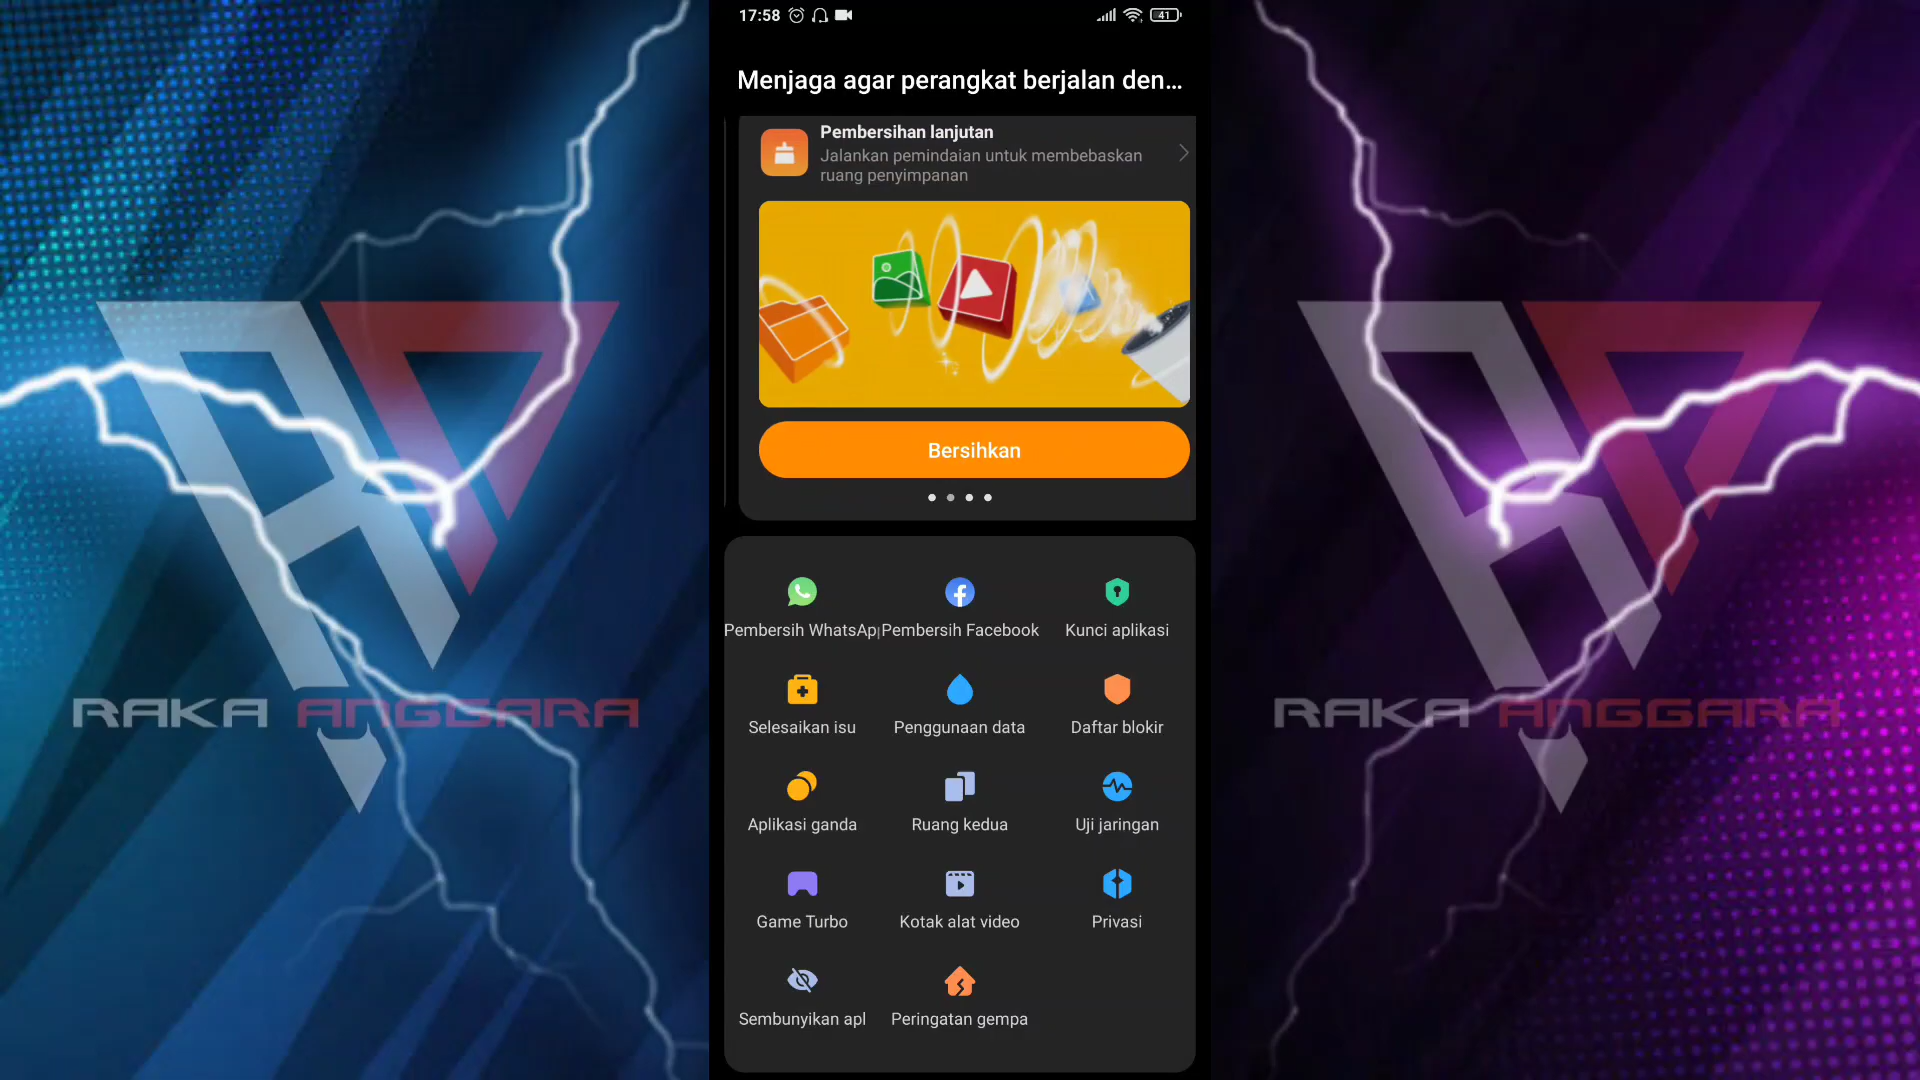 17:58
41
Menjaga agar perangkat berjalan den...
Pembersihan lanjutan
Jalankan pemindaian untuk membebaskan
ruang penyimpanan
Bersihkan
Pembersih WhatsAp
Pembersih Facebook
Kunci aplikasi
Selesaikan isu
Penggunaan data
Daftar blokir
Aplikasi ganda
Ruang kedua
Uji jaringan
Game Turbo
Kotak alat video
Privasi
Sembunyikan apl
Peringatan gempa
RAKA ANGGARA
RAKA ANGGARA